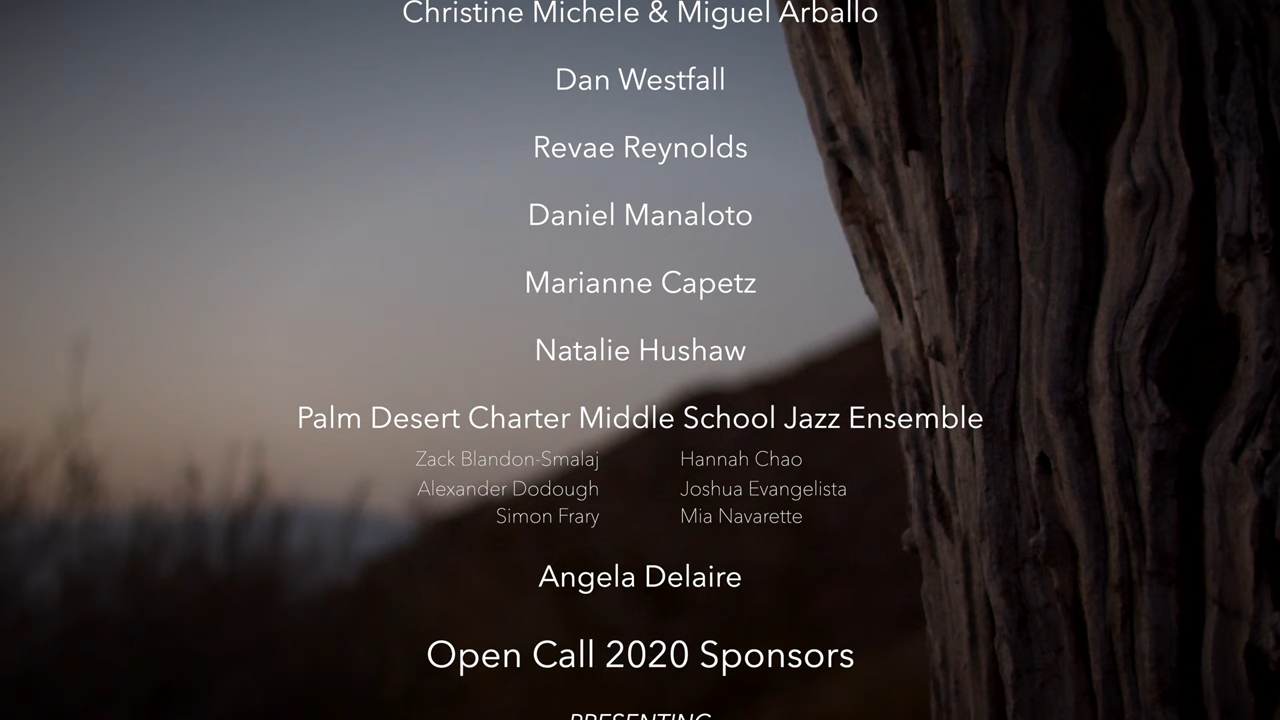 Christine Michele & Miguel Arballo
Dan Westfall
Revae Reynolds
Daniel Manaloto
Marianne Capetz
Natalie Hushaw
Palm Desert Charter Middle School Jazz Ensemble
Zack Blandon-Smalaj Hannah Chao
Alexander Dodough Joshua Evangelista
Simon Frary Mia Navarette
Angela Delaire
Open Call 2020 Sponsors
PRESENTING